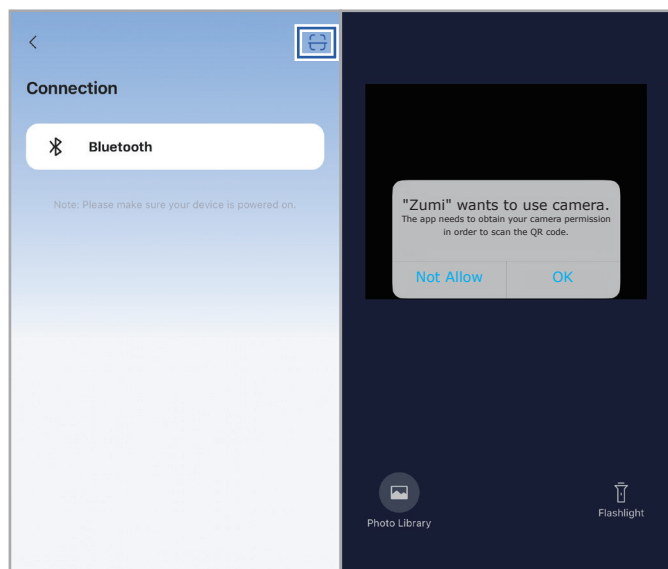 Connection
Bluetooth
Note: Please make sure your device is powered on.
"Zumi" wants to use camera.
The app needs to obtain your camera permission
in order to scan the QR code.
Not Allow
OK
Photo Library
Flashlight